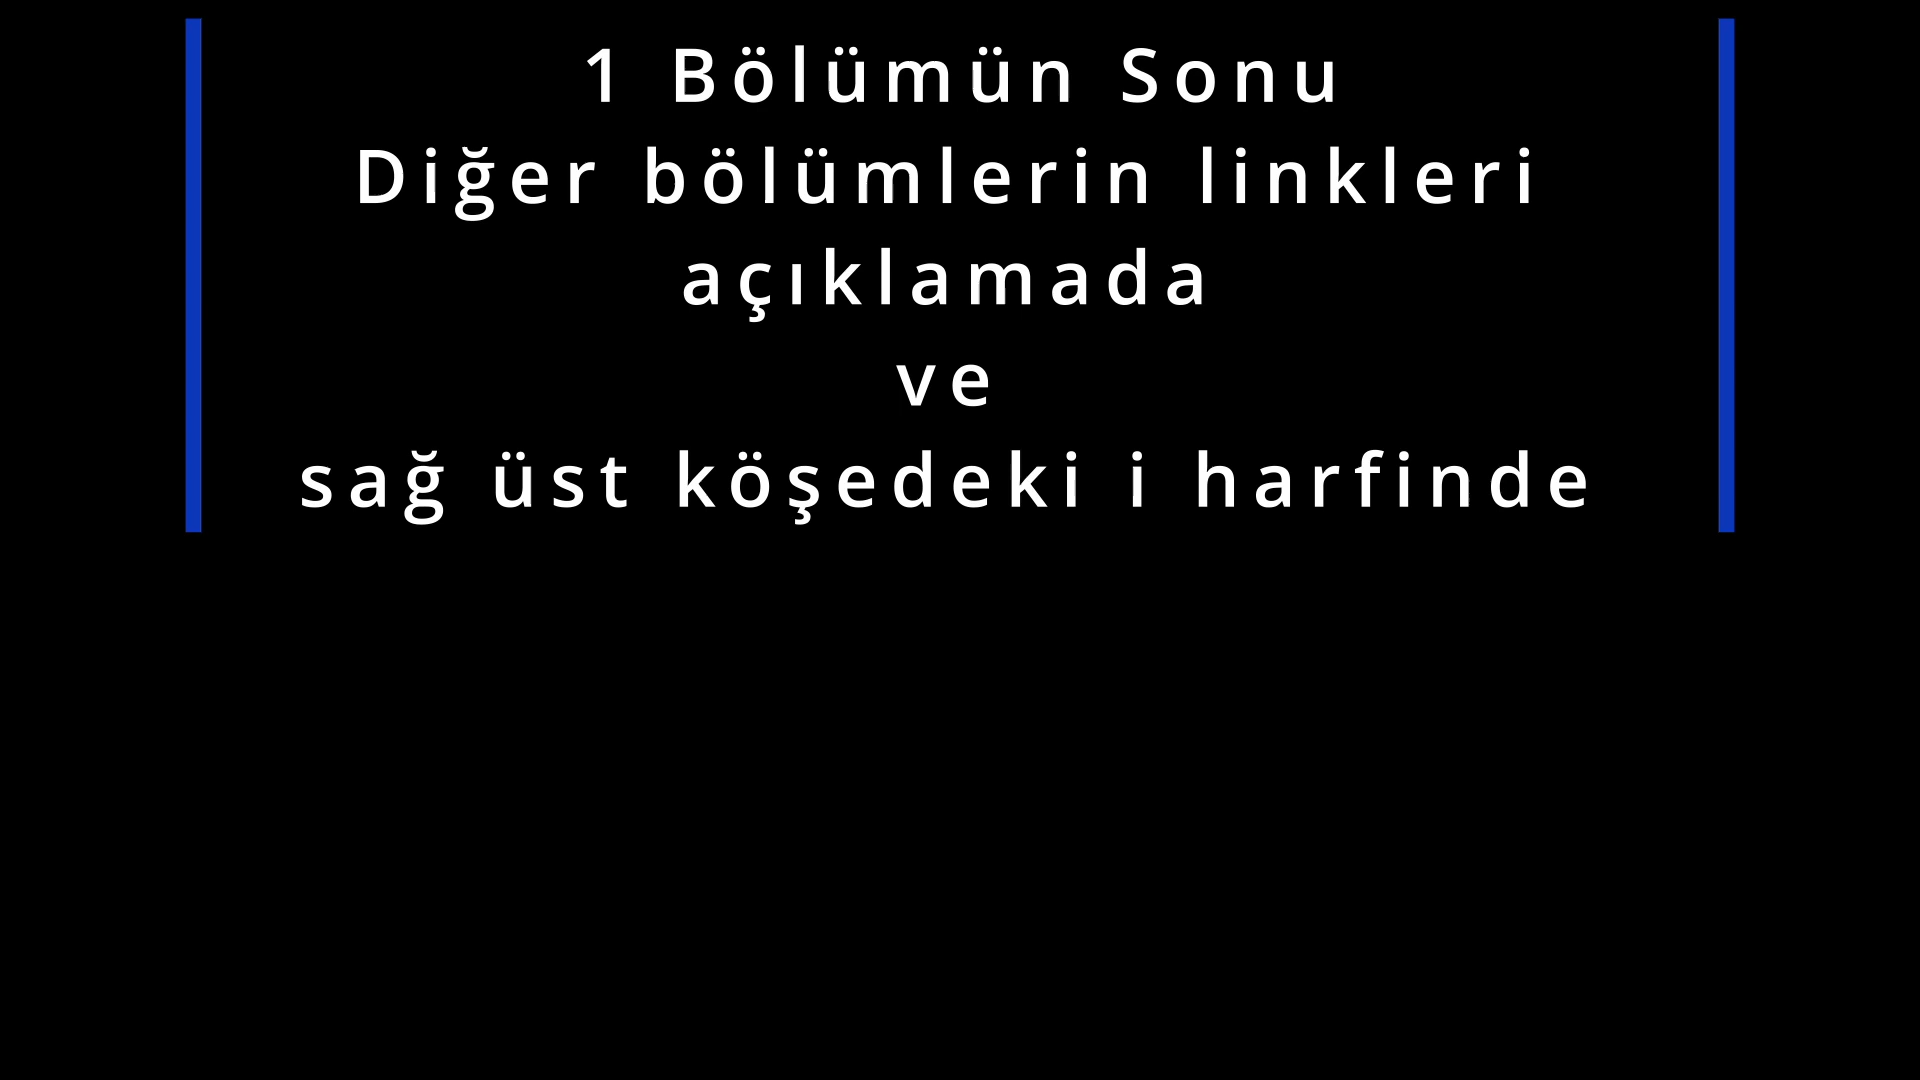 1 Bölümün Sonu
Diğer bölümlerin linkleri
açıklamada
ve
sağ üst köşedeki i harfinde